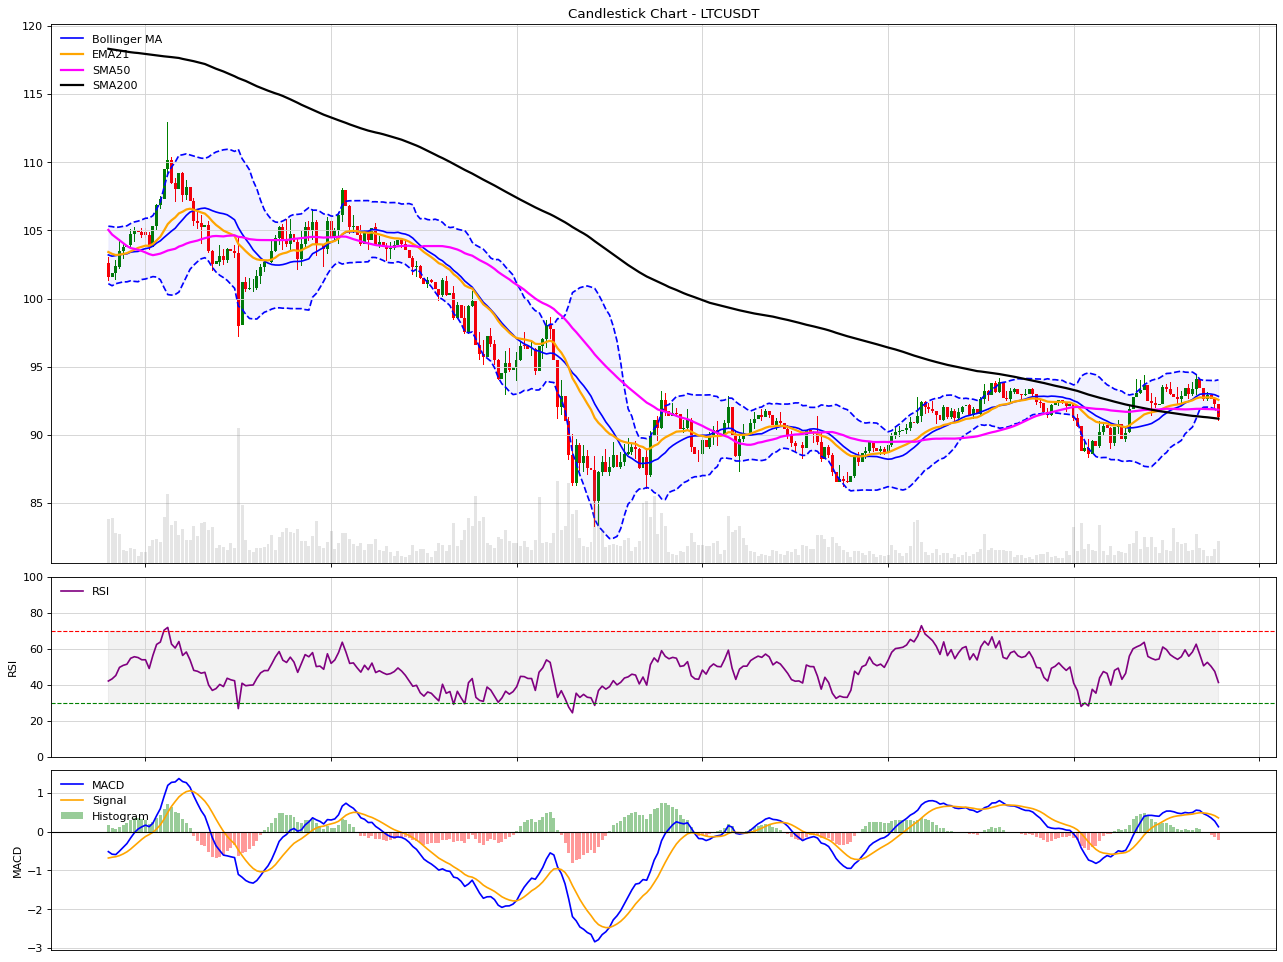 Candlestick Chart - LTCUSDT
120
115
110
105
100
95
90
85
Bollinger MA
EMA21
SMA50
SMA200
100
80
60
40
20
0
RSI
RSI
1
0
−1
−2
−3
MACD
MACD
Signal
Histogram